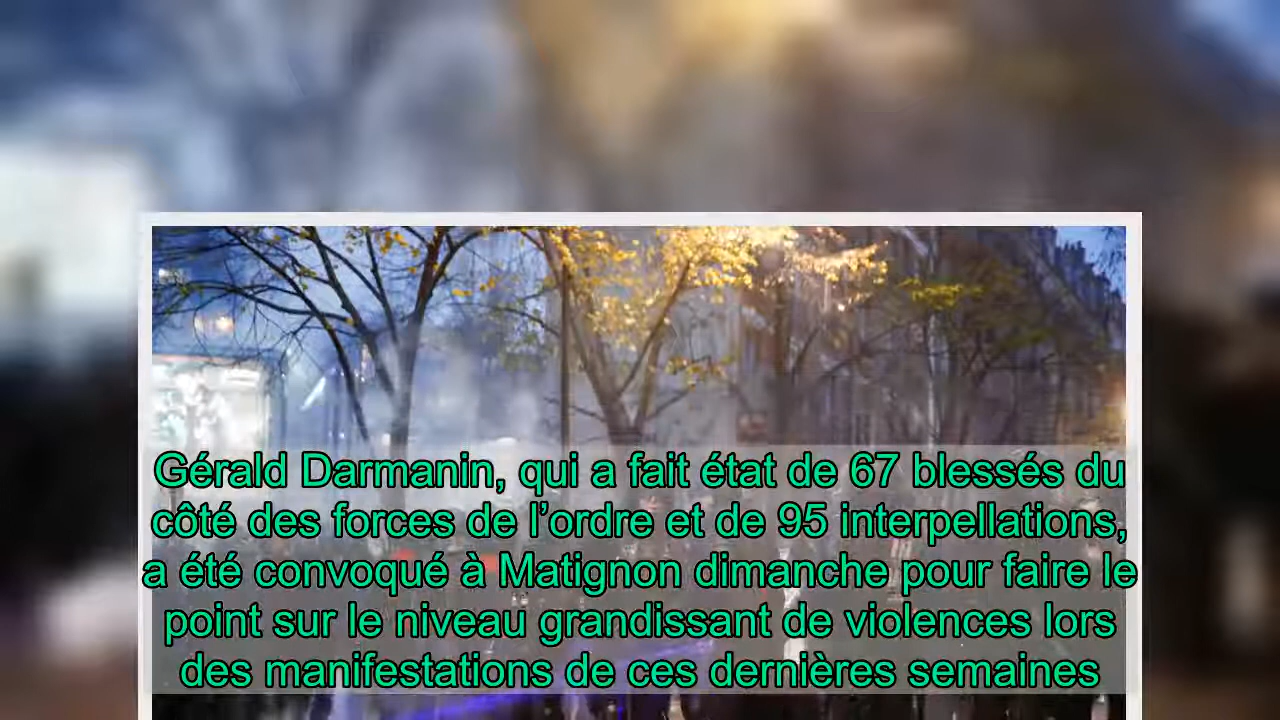 Gérald Darmanin, qui a fait état de 67 blessés du
côté des forces de l’ordre et de 95 interpellations,
a été convoqué à Matignon dimanche pour faire le
point sur le niveau grandissant de violences lors
des manifestations de ces dernières semaines